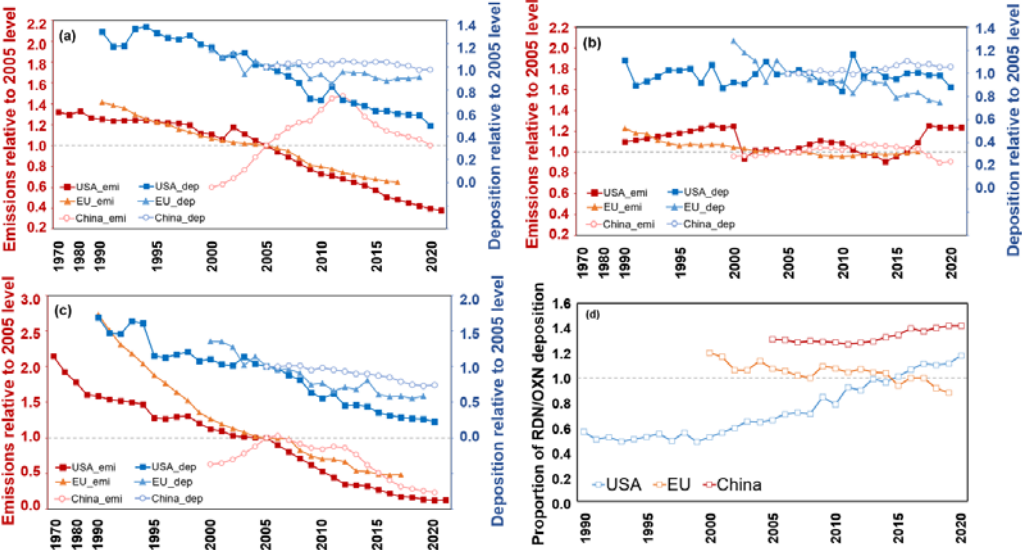 Emissions relative to 2005 level
2.2
2.0
1.8
1.6
1.4
1.2
1.0
0.8
0.6
0.4
0.2
(a)
USA_emi
USA_dep
EU_emi
EU_dep
China_emi
China_dep
1.4
1.2
1.0
0.8
0.6
0.4
0.2
0.0
Deposition relative to 2005 level
1970
1980
1990
1995
2000
2005
2010
2015
2020
Emissions relative to 2005 level
2.2
2.0
1.8
1.6
1.4
1.2
1.0
0.8
0.6
0.4
0.2
(b)
USA_emi
USA_dep
EU_emi
EU_dep
China_emi
China_dep
1.4
1.2
1.0
0.8
0.6
0.4
0.2
0.0
Deposition relative to 2005 level
1970
1980
1990
1995
2000
2005
2011
2015
2020
Emissions relative to 2005 level
3.0
2.5
2.0
1.5
1.0
0.5
0.0
(c)
USA_emi
USA_dep
EU_emi
EU_dep
China_emi
China_dep
2.0
1.5
1.0
0.5
0.0
Deposition relative to 2005 level
1970
1980
1990
1995
2000
2005
2010
2015
2020
Proportion of RDN/OXN deposition
1.6
1.4
1.2
1.0
0.8
0.6
0.4
0.2
0.0
(d)
USA
EU
China
1990
1995
2000
2005
2010
2015
2020